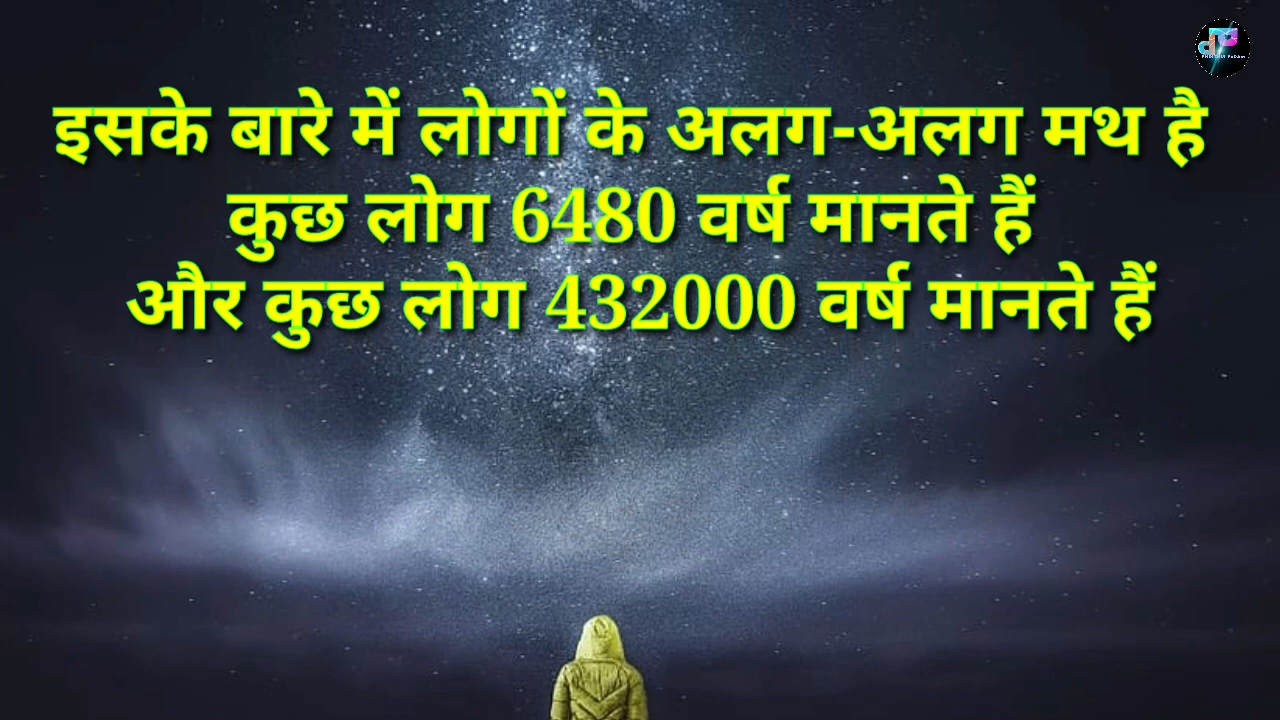 इसके बारे में लोगों के अलग-अलग मथ है
कुछ लोग 6480 वर्ष मानते हैं
और कुछ लोग 432000 वर्ष मानते हैं